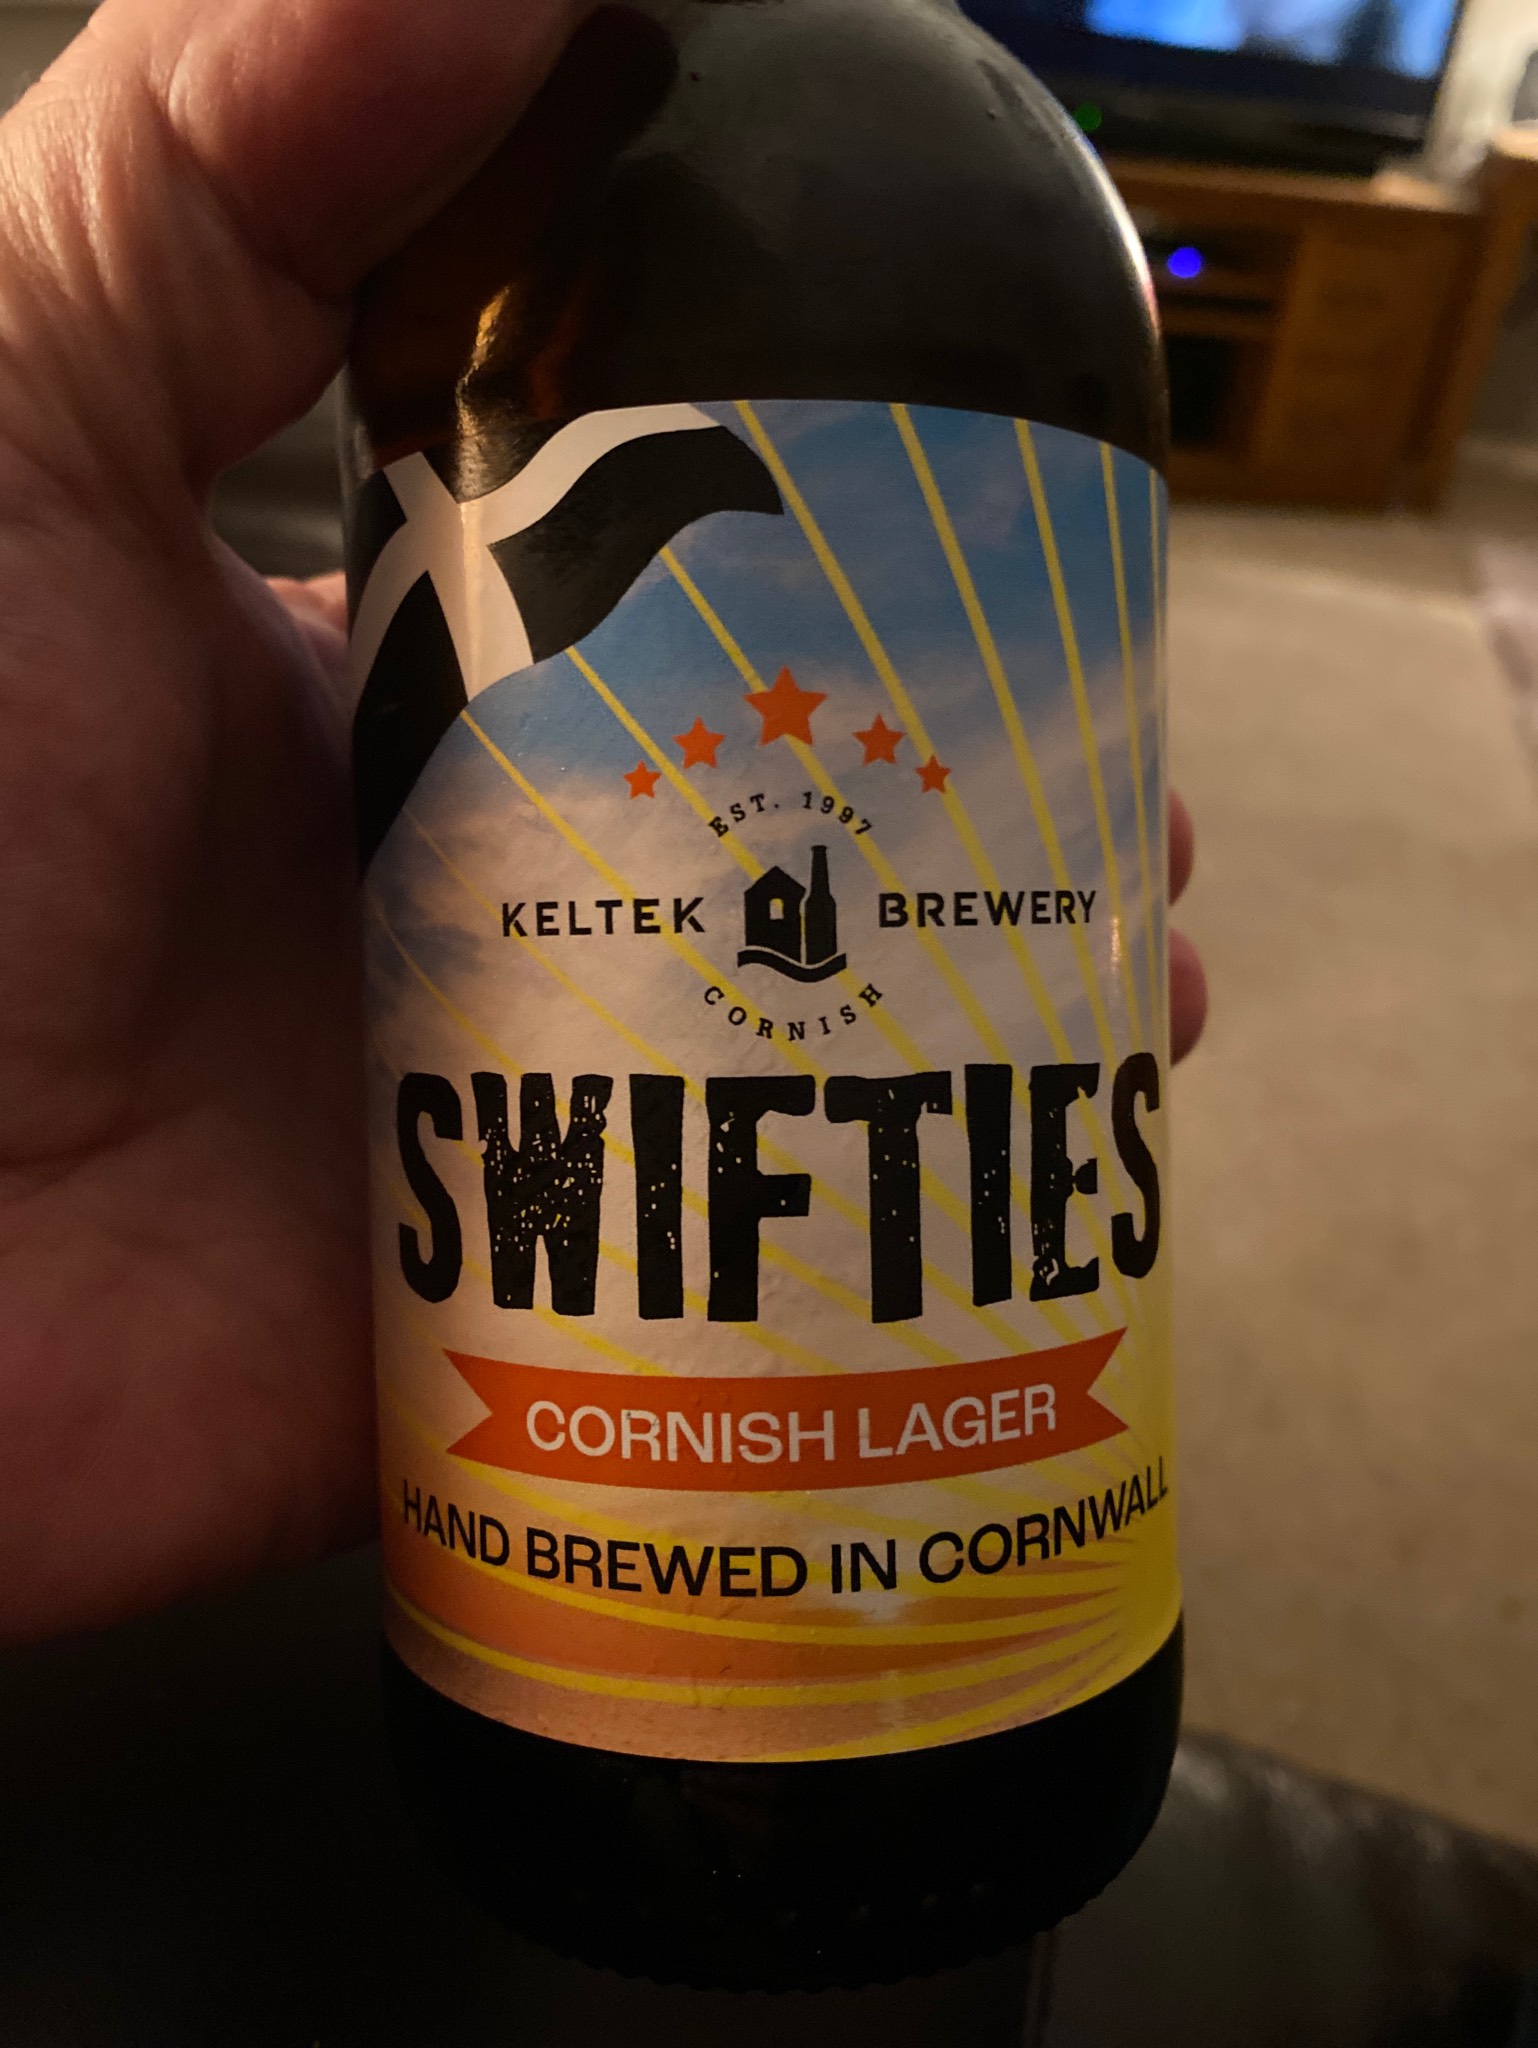 EST. 1997
KELTEK BREWERY
CORNISH
SWIFTIES
CORNISH LAGER
HAND BREWED IN CORNWALL